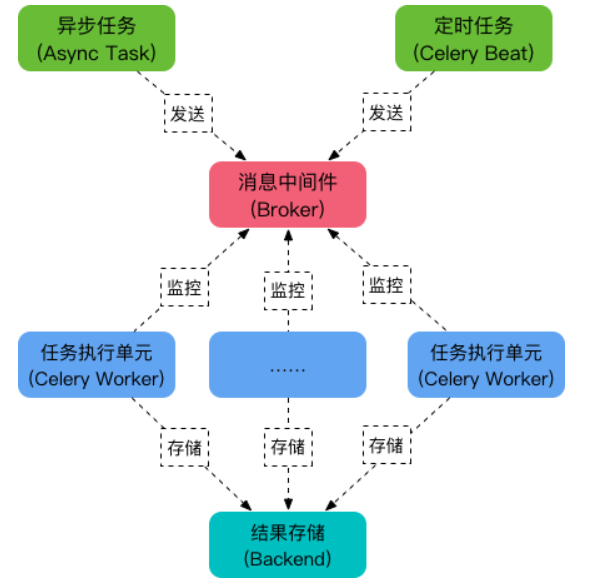 异步任务
(Async Task)
定时任务
(Celery Beat)
发送
发送
消息中间件
(Broker)
监控
监控
监控
任务执行单元
(Celery Worker)
……
任务执行单元
(Celery Worker)
存储
存储
存储
结果存储
(Backend)